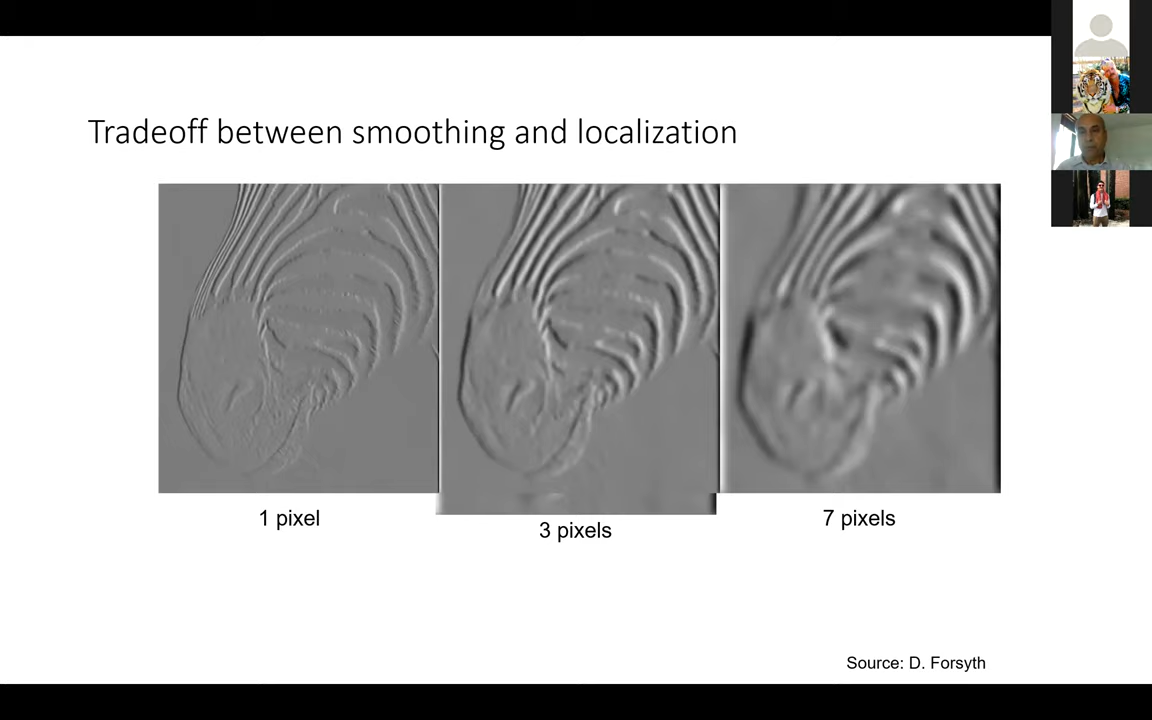 Tradeoff between smoothing and localization
1 pixel
3 pixels
7 pixels
Source: D. Forsyth